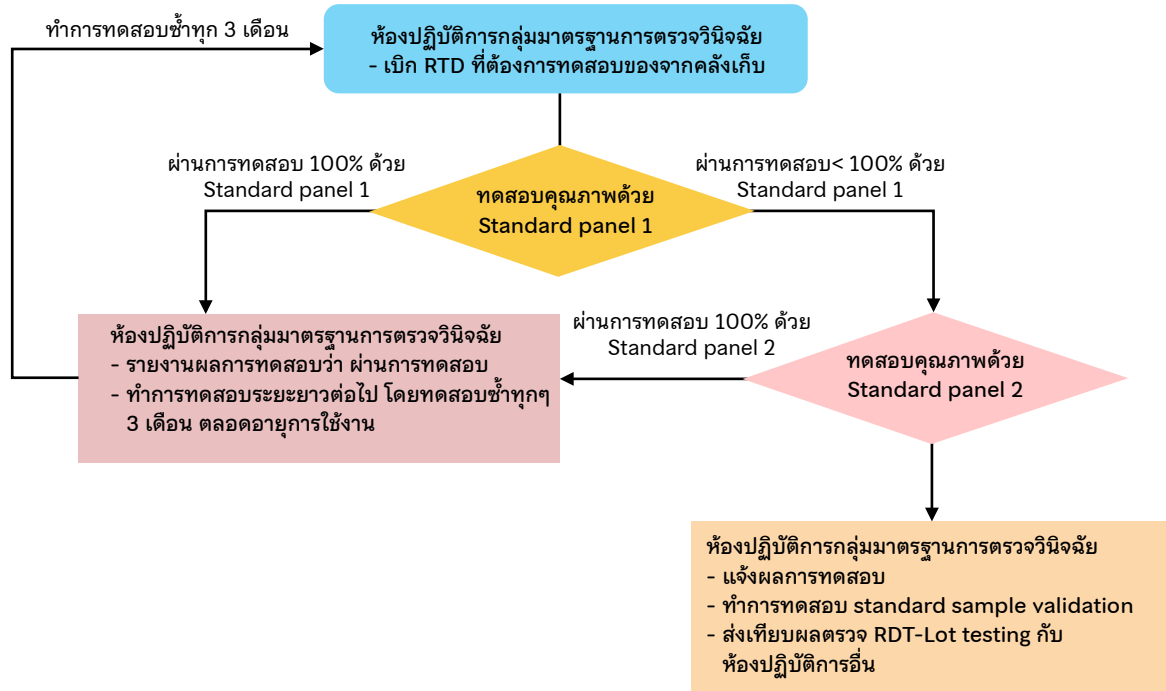 ทำการทดสอบซ้ำทุก 3 เดือน
ห้องปฏิบัติการกลุ่มมาตรฐานการตรวจวินิจฉัย
- เบิก RTD ที่ต้องการทดสอบของจากคลังเก็บ
ผ่านการทดสอบ 100% ด้วย
Standard panel 1
ทดสอบคุณภาพด้วย
Standard panel 1
ผ่านการทดสอบ< 100% ด้วย
Standard panel 1
ห้องปฏิบัติการกลุ่มมาตรฐานการตรวจวินิจฉัย
- รายงานผลการทดสอบว่า ผ่านการทดสอบ
- ทำการทดสอบระยะยาวต่อไป โดยทดสอบซ้ำทุกๆ
3 เดือน ตลอดอายุการใช้งาน
ผ่านการทดสอบ 100% ด้วย
Standard panel 2
ทดสอบคุณภาพด้วย
Standard panel 2
ห้องปฏิบัติการกลุ่มมาตรฐานการตรวจวินิจฉัย
- แจ้งผลการทดสอบ
- ทำการทดสอบ standard sample validation
- ส่งเทียบผลตรวจ RDT-Lot testing กับ
ห้องปฏิบัติการอื่น